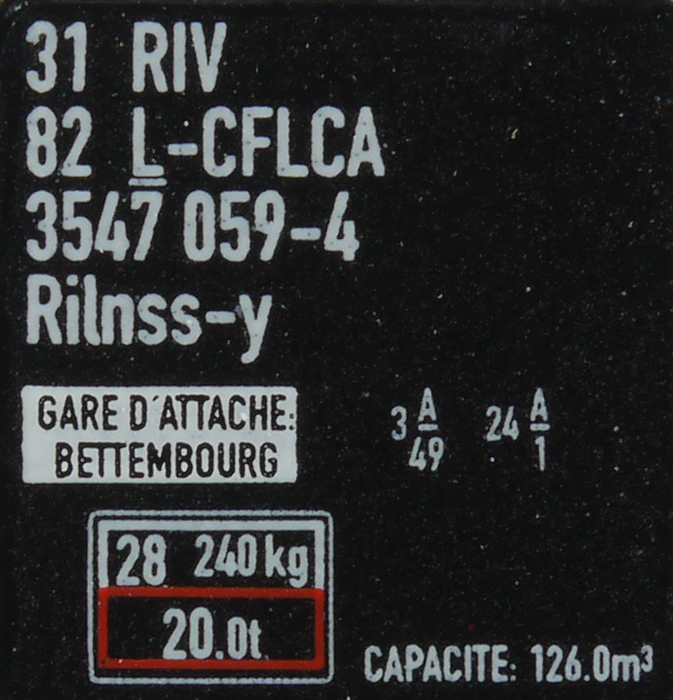 31 RIV
82 L-CFLCA
3547 059-4
Rilnss-y
GARE D'ATTACHE:
BETTEMBOURG
3 A/49 24 A/1
28 240 kg
20.0t
CAPACITE: 126.0m³